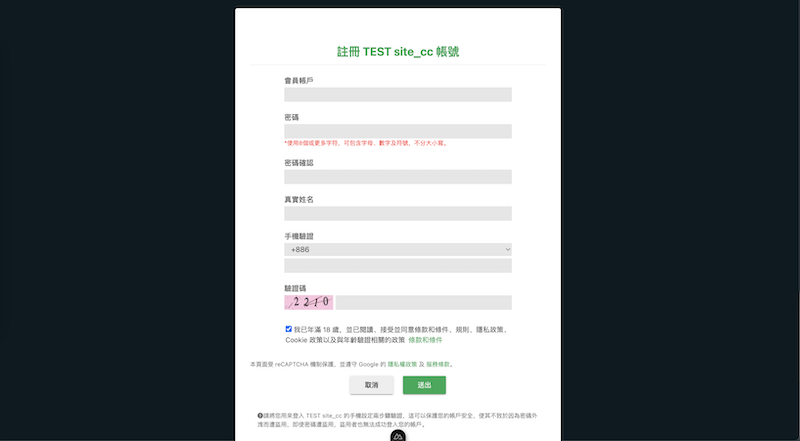 註冊 TEST site_cc 帳號
會員帳戶
密碼
*使用8個或更多字符，可包含字母、數字及符號，不分大小寫。
密碼確認
真實姓名
手機驗證
+886
驗證碼
2210
我已年滿 18 歲，並已閱讀、接受並同意條款和條件、規則、隱私政策、
Cookie 政策以及與年齡驗證相關的政策 條款和條件
本頁面受 reCAPTCHA 機制保護，並遵守 Google 的 隱私權政策 及 服務條款。
取消 送出
請將您用來登入 TEST site_cc 的手機設定兩步驟驗證，這可以保護您的帳戶安全，使其不致於因為密碼外
洩而遭盜用，即使密碼遭盜用，盜用者也無法成功登入您的帳戶。